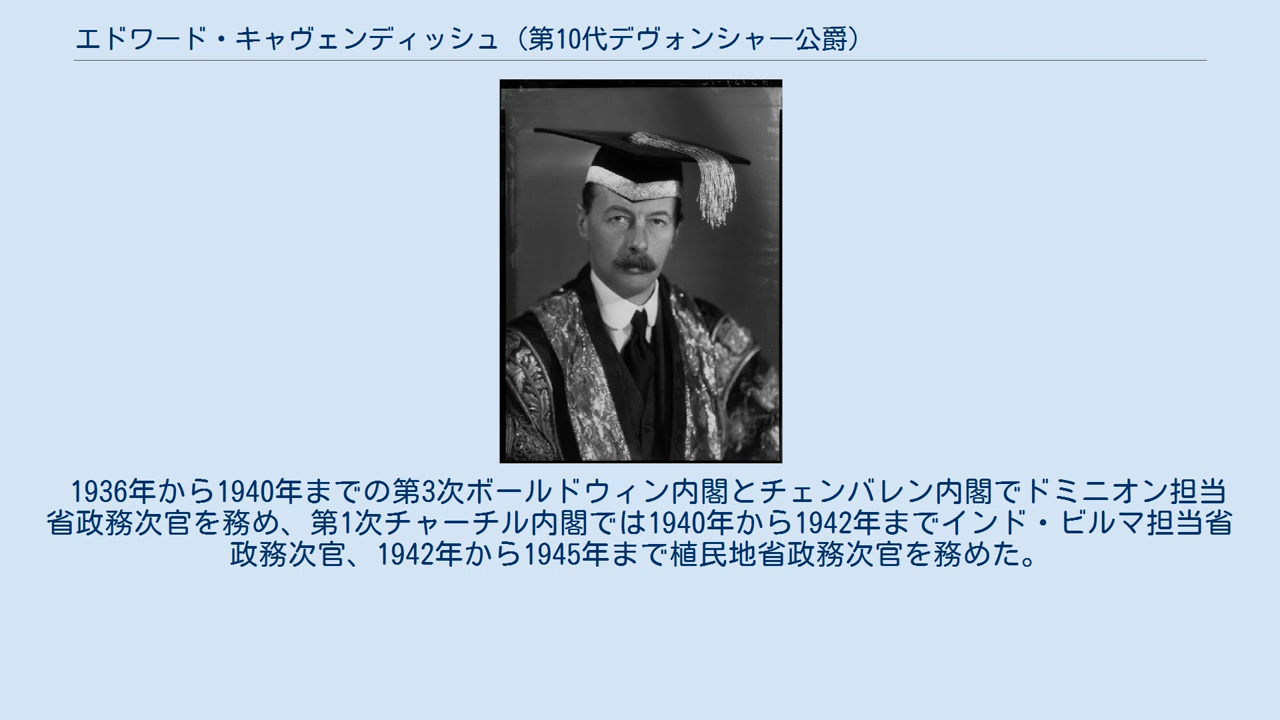 エドワード・キャヴェンディッシュ（第10代デヴォンシャー公爵）
1936年から1940年までの第3次ボールドウィン内閣とチェンバレン内閣でドミニオン担当
省政務次官を務め、第1次チャーチル内閣では1940年から1942年までインド・ビルマ担当省
政務次官、1942年から1945年まで植民地省政務次官を務めた。